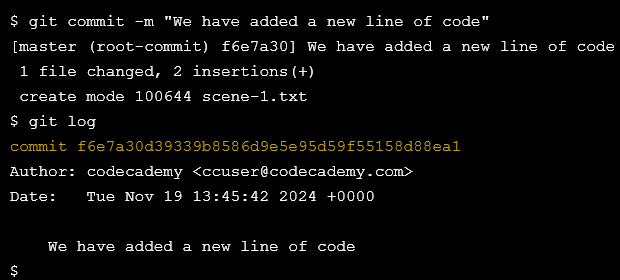 $ git commit -m "We have added a new line of code"
[master (root-commit) f6e7a30] We have added a new line of code
1 file changed, 2 insertions(+)
create mode 100644 scene-1.txt
$ git log
commit f6e7a30d39339b8586d9e5e95d59f55158d88ea1
Author: codecademy <ccuser@codecademy.com>
Date:   Tue Nov 19 13:45:42 2024 +0000
We have added a new line of code
$